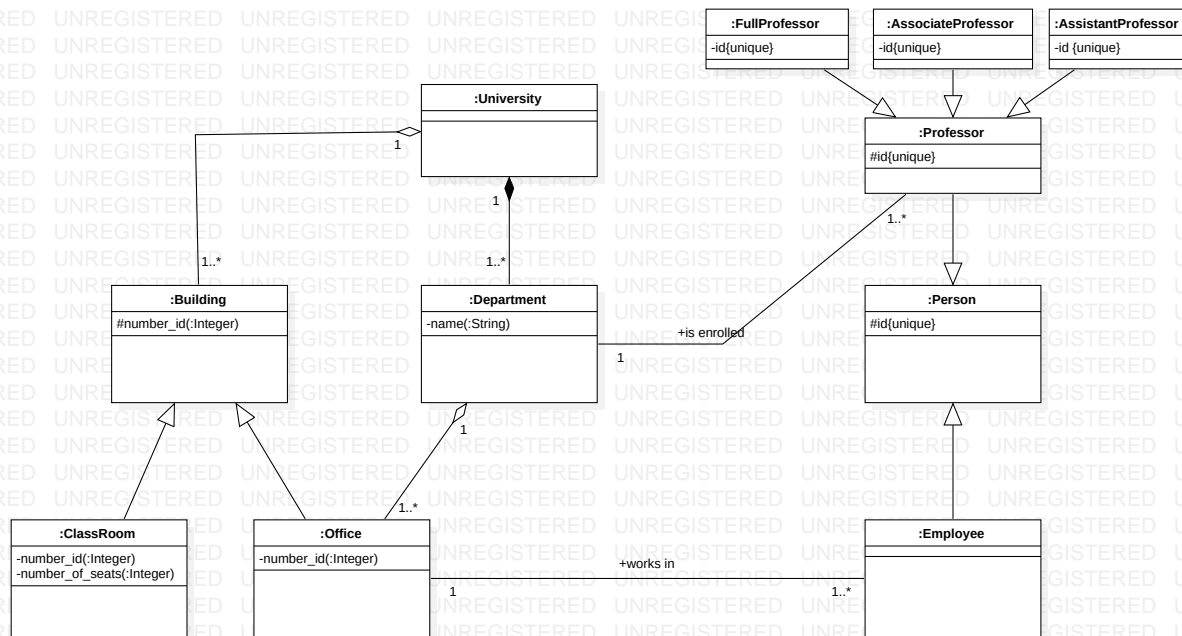 :FullProfessor
-id{unique}
:AssociateProfessor
-id{unique}
:AssistantProfessor
-id {unique}
:University
1
1
:Professor
#id{unique}
1..*
1..*
1..*
:Building
#number_id(:Integer)
:Department
-name(:String)
+is enrolled
1
:Person
#id{unique}
1
1..*
:ClassRoom
-number_id(:Integer)
-number_of_seats(:Integer)
:Office
-number_id(:Integer)
+works in
1
1..*
:Employee
UNREGISTERED